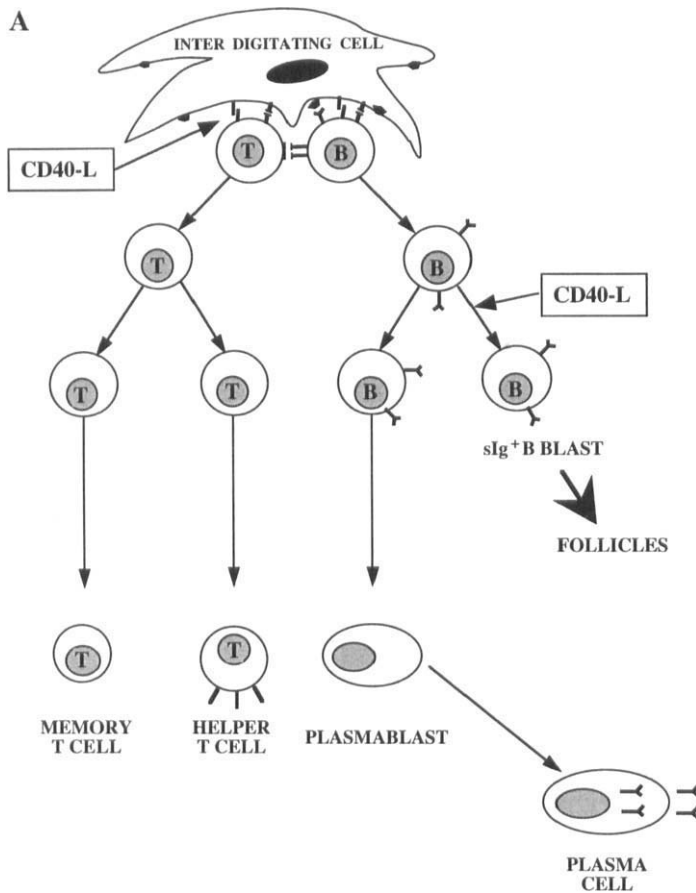 A
INTER DIGITATING CELL
CD40-L
T
B
T
B
CD40-L
T
T
B
B
sIg⁺B BLAST
FOLLICLES
T
T
MEMORY
T CELL
HELPER
T CELL
PLASMABLAST
PLASMA
CELL